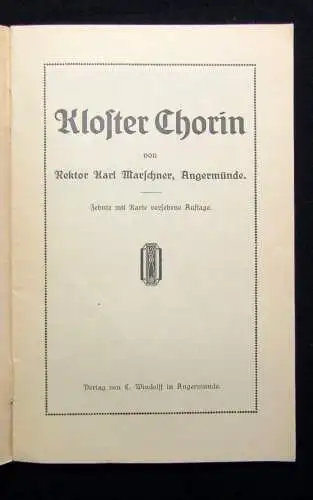 Kloster Chorin
von
Rektor Karl Marschner, Angermünde.
Zehnte mit Karte versehene Auflage.
Verlag von C. Windolff in Angermünde.